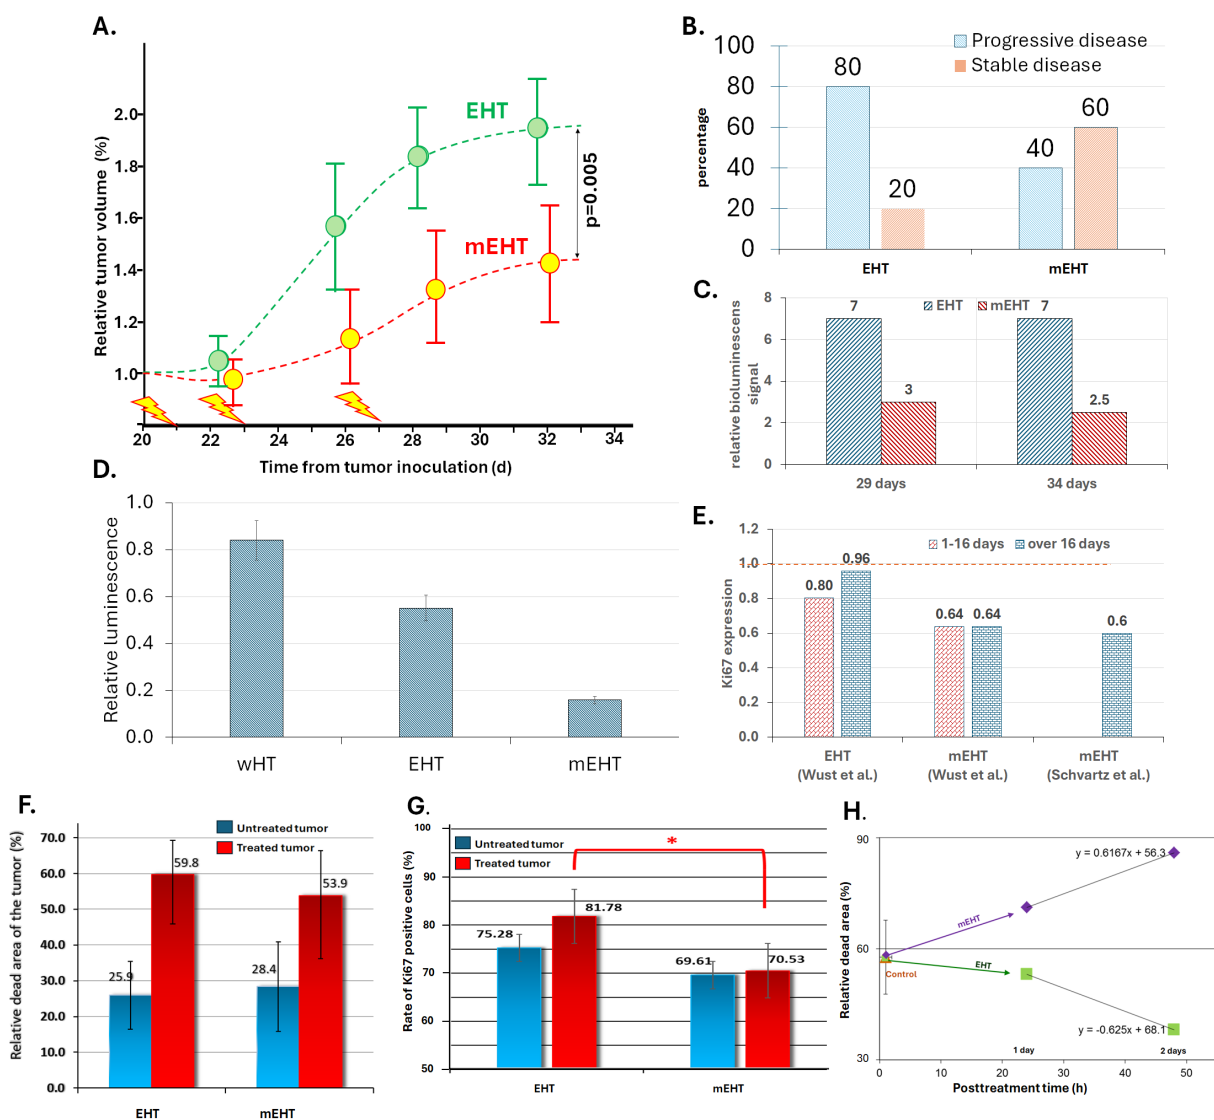 A.
Relative tumor volume (%)
2.0
1.8
1.6
1.4
1.2
1.0
EHT
mEHT
p=0.005
20
22
24
26
28
30
32
34
Time from tumor inoculation (d)
B.
percentage
100
80
60
40
20
0
Progressive disease
Stable disease
80
20
40
60
EHT
mEHT
C.
relative bioluminescens
signal
8
6
4
2
0
EHT
mEHT
7
3
7
2.5
29 days
34 days
D.
Relative luminescence
1.0
0.8
0.6
0.4
0.2
0.0
wHT
EHT
mEHT
E.
Ki67 expression
1.2
1.0
0.8
0.6
0.4
0.2
0.0
1-16 days
over 16 days
0.80
0.96
0.64
0.64
0.6
EHT
(Wust et al.)
mEHT
(Wust et al.)
mEHT
(Schvartz et al.)
F.
Relative dead area of the tumor (%)
70.0
60.0
50.0
40.0
30.0
20.0
10.0
0.0
Untreated tumor
Treated tumor
25.9
59.8
28.4
53.9
EHT
mEHT
G.
Rate of Ki67 positive cells (%)
100
90
80
70
60
50
Untreated tumor
Treated tumor
*
75.28
81.78
69.61
70.53
EHT
mEHT
H.
Relative dead area (%)
90
60
30
y = 0.6167x + 56.3
mEHT
EHT
Control
y = -0.625x + 68.1
1 day
2 days
0
10
20
30
40
50
Posttreatment time (h)